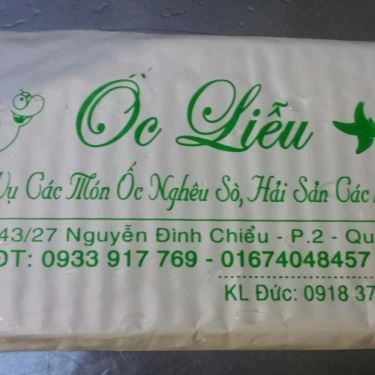 Ốc Liễu
Vụ Các Món Ốc Nghêu Sò, Hải Sản Các
43/27 Nguyễn Đình Chiểu - P.2 - Qu
ĐT: 0933 917 769 - 01674048457
KL Đức: 0918 37